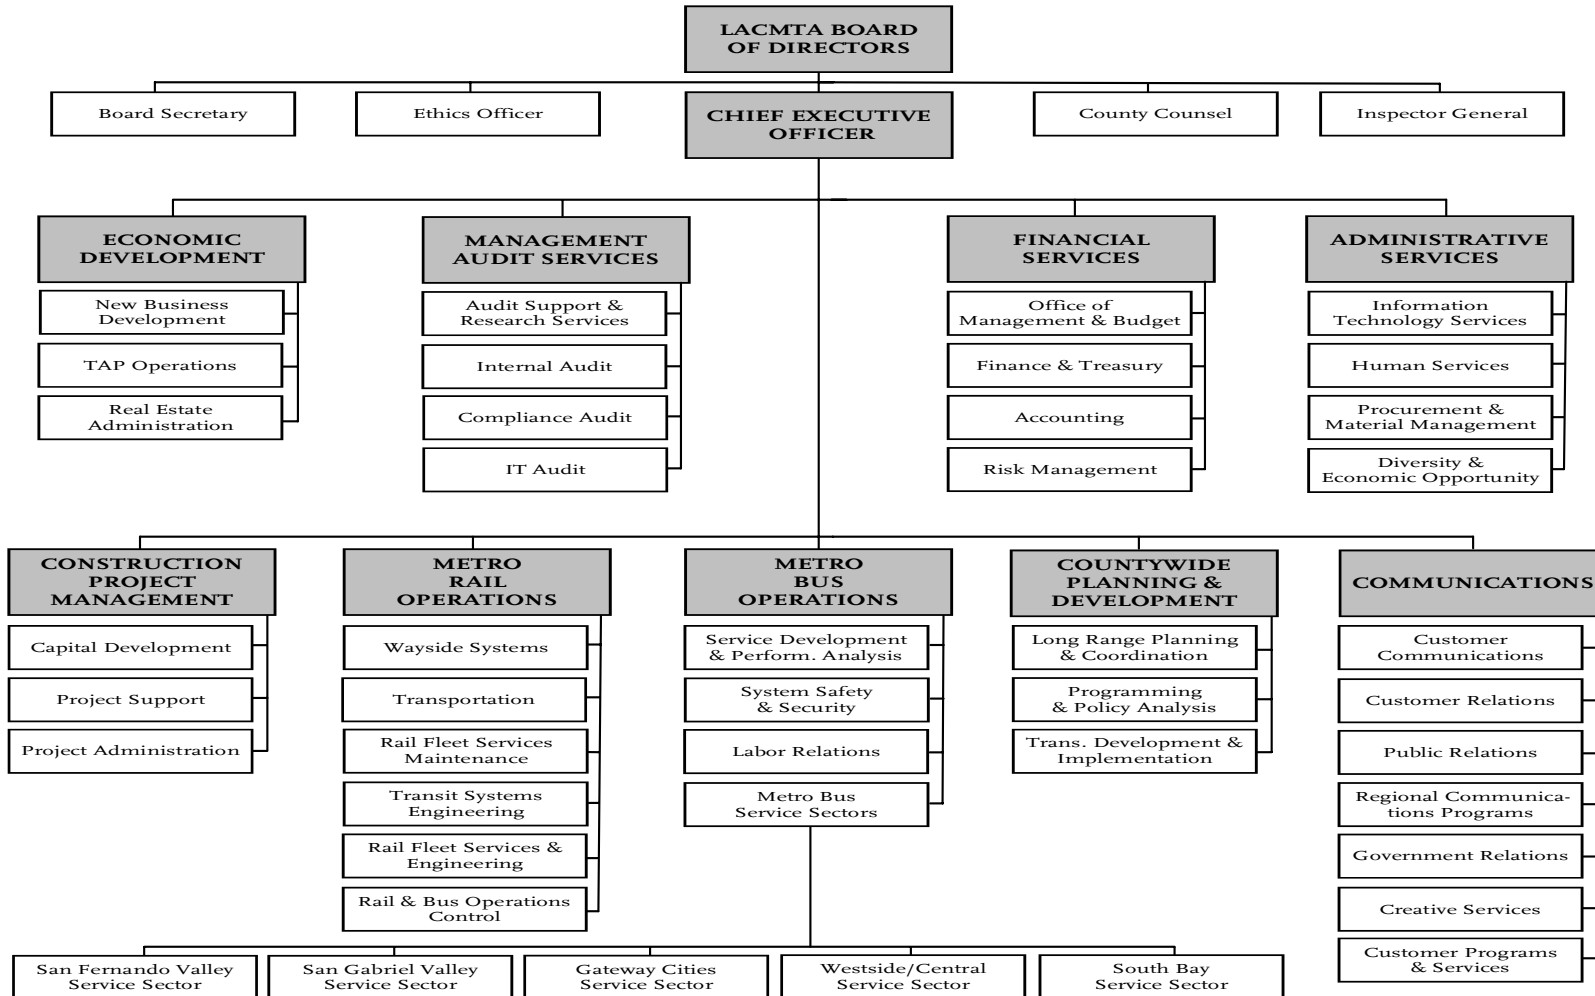 LACMTA BOARD
OF DIRECTORS
Board Secretary
Ethics Officer
CHIEF EXECUTIVE
OFFICER
County Counsel
Inspector General
ECONOMIC
DEVELOPMENT
New Business
Development
TAP Operations
Real Estate
Administration
MANAGEMENT
AUDIT SERVICES
Audit Support &
Research Services
Internal Audit
Compliance Audit
IT Audit
FINANCIAL
SERVICES
Office of
Management & Budget
Finance & Treasury
Accounting
Risk Management
ADMINISTRATIVE
SERVICES
Information
Technology Services
Human Services
Procurement &
Material Management
Diversity &
Economic Opportunity
CONSTRUCTION
PROJECT
MANAGEMENT
Capital Development
Project Support
Project Administration
METRO
RAIL
OPERATIONS
Wayside Systems
Transportation
Rail Fleet Services
Maintenance
Transit Systems
Engineering
Rail Fleet Services &
Engineering
Rail & Bus Operations
Control
METRO
BUS
OPERATIONS
Service Development
& Perform. Analysis
System Safety
& Security
Labor Relations
Metro Bus
Service Sectors
COUNTYWIDE
PLANNING &
DEVELOPMENT
Long Range Planning
& Coordination
Programming
& Policy Analysis
Trans. Development &
Implementation
COMMUNICATIONS
Customer
Communications
Customer Relations
Public Relations
Regional Communica-
tions Programs
Government Relations
Creative Services
Customer Programs
& Services
San Fernando Valley
Service Sector
San Gabriel Valley
Service Sector
Gateway Cities
Service Sector
Westside/Central
Service Sector
South Bay
Service Sector